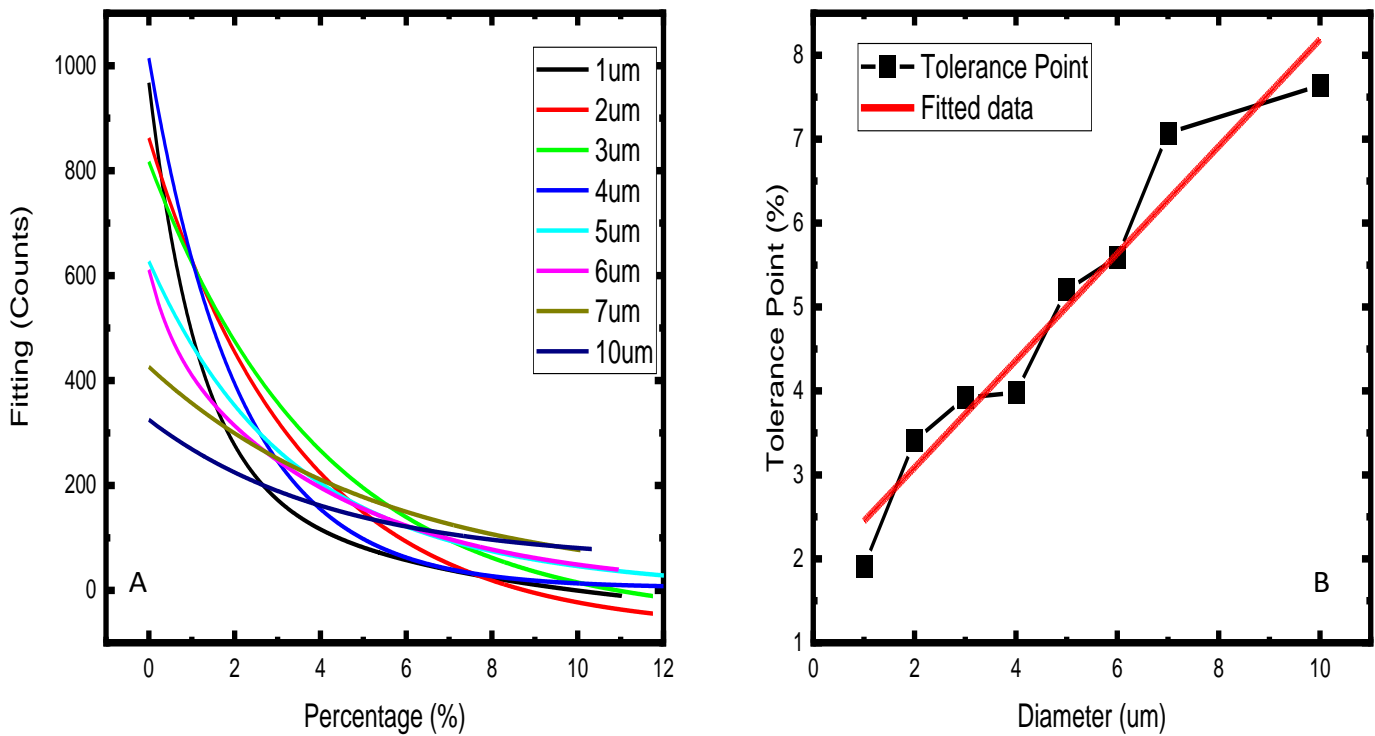 Fitting (Counts)
1000
800
600
400
200
0
1um
2um
3um
4um
5um
6um
7um
10um
A
0 2 4 6 8 10 12
Percentage (%)
Tolerance Point (%)
8
7
6
5
4
3
2
1
Tolerance Point
Fitted data
B
0 2 4 6 8 10
Diameter (um)